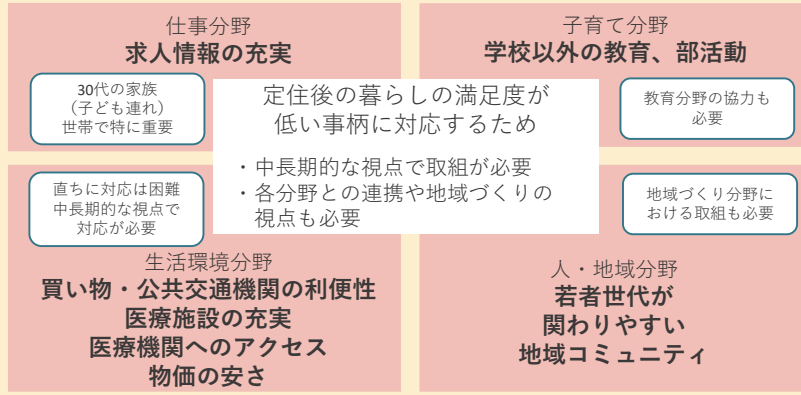 仕事分野
求人情報の充実
30代の家族
（子ども連れ）
世帯で特に重要
子育て分野
学校以外の教育、部活動
教育分野の協力も
必要
定住後の暮らしの満足度が
低い事柄に対応するため
・中長期的な視点で取組が必要
・各分野との連携や地域づくりの
視点も必要
直ちに対応は困難
中長期的な視点で
対応が必要
生活環境分野
買い物・公共交通機関の利便性
医療施設の充実
医療機関へのアクセス
物価の安さ
地域づくり分野に
おける取組も必要
人・地域分野
若者世代が
関わりやすい
地域コミュニティ